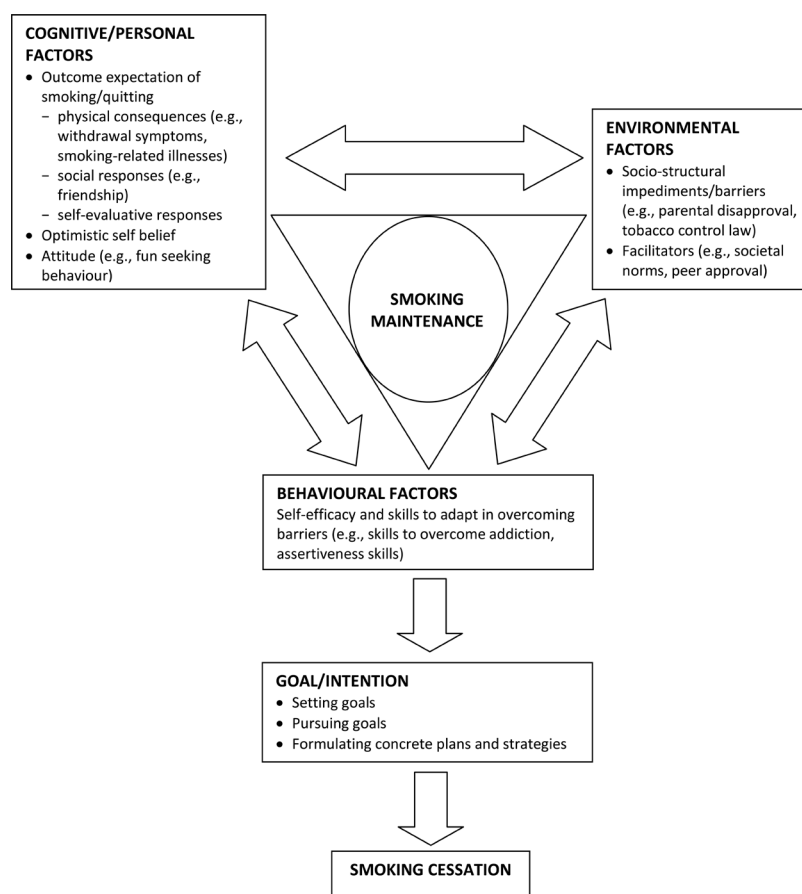 COGNITIVE/PERSONAL
FACTORS
• Outcome expectation of
smoking/quitting
− physical consequences (e.g.,
withdrawal symptoms,
smoking-related illnesses)
− social responses (e.g.,
friendship)
− self-evaluative responses
• Optimistic self belief
• Attitude (e.g., fun seeking
behaviour)
ENVIRONMENTAL
FACTORS
• Socio-structural
impediments/barriers
(e.g., parental disapproval,
tobacco control law)
• Facilitators (e.g., societal
norms, peer approval)
SMOKING
MAINTENANCE
BEHAVIOURAL FACTORS
Self-efficacy and skills to adapt in overcoming
barriers (e.g., skills to overcome addiction,
assertiveness skills)
GOAL/INTENTION
• Setting goals
• Pursuing goals
• Formulating concrete plans and strategies
SMOKING CESSATION